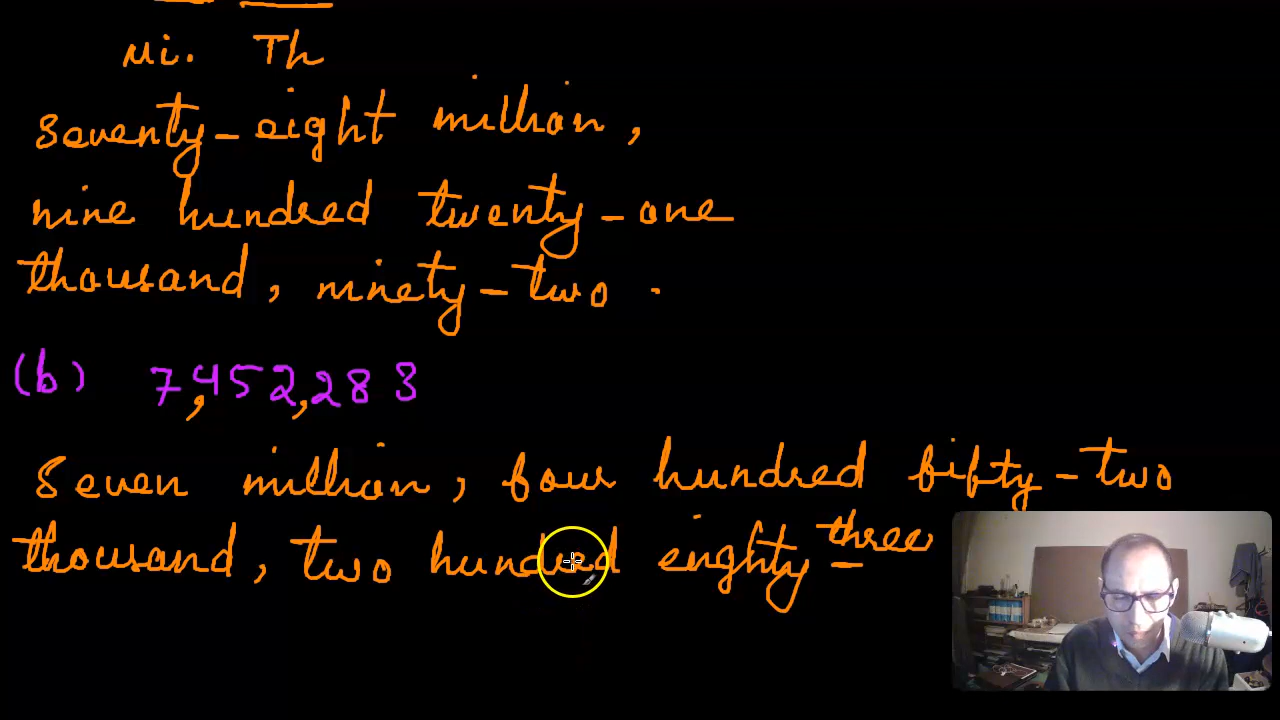 Mi. Th
seventy-eight million,
nine hundred twenty-one
thousand, ninety-two.
(b) 7,452,283
Seven million, four hundred fifty-two
thousand, two hundred enghty-three